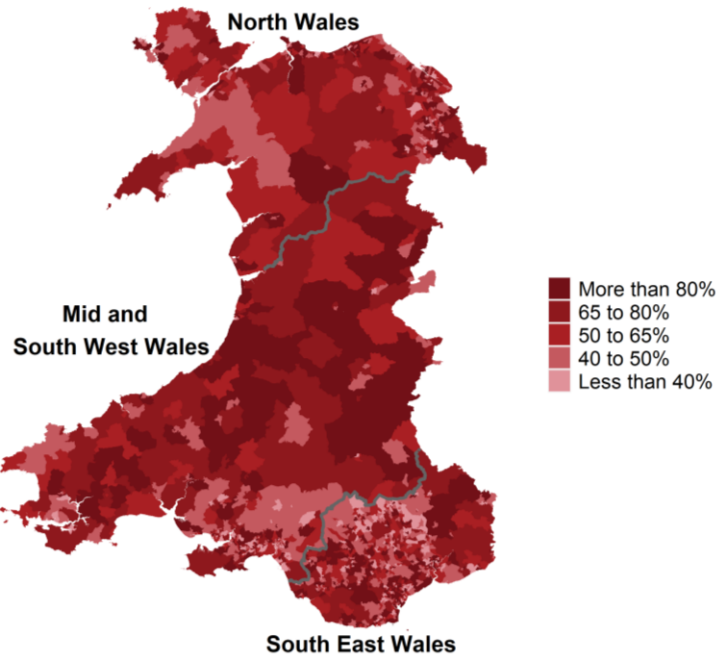 North Wales
Mid and
South West Wales
More than 80%
65 to 80%
50 to 65%
40 to 50%
Less than 40%
South East Wales